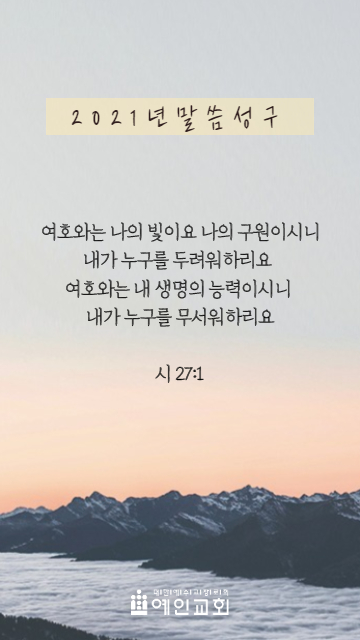 2021년말씀성구
여호와는 나의 빛이요 나의 구원이시니
내가 누구를 두려워하리요
여호와는 내 생명의 능력이시니
내가 누구를 무서워하리요
시 27:1
예인교회